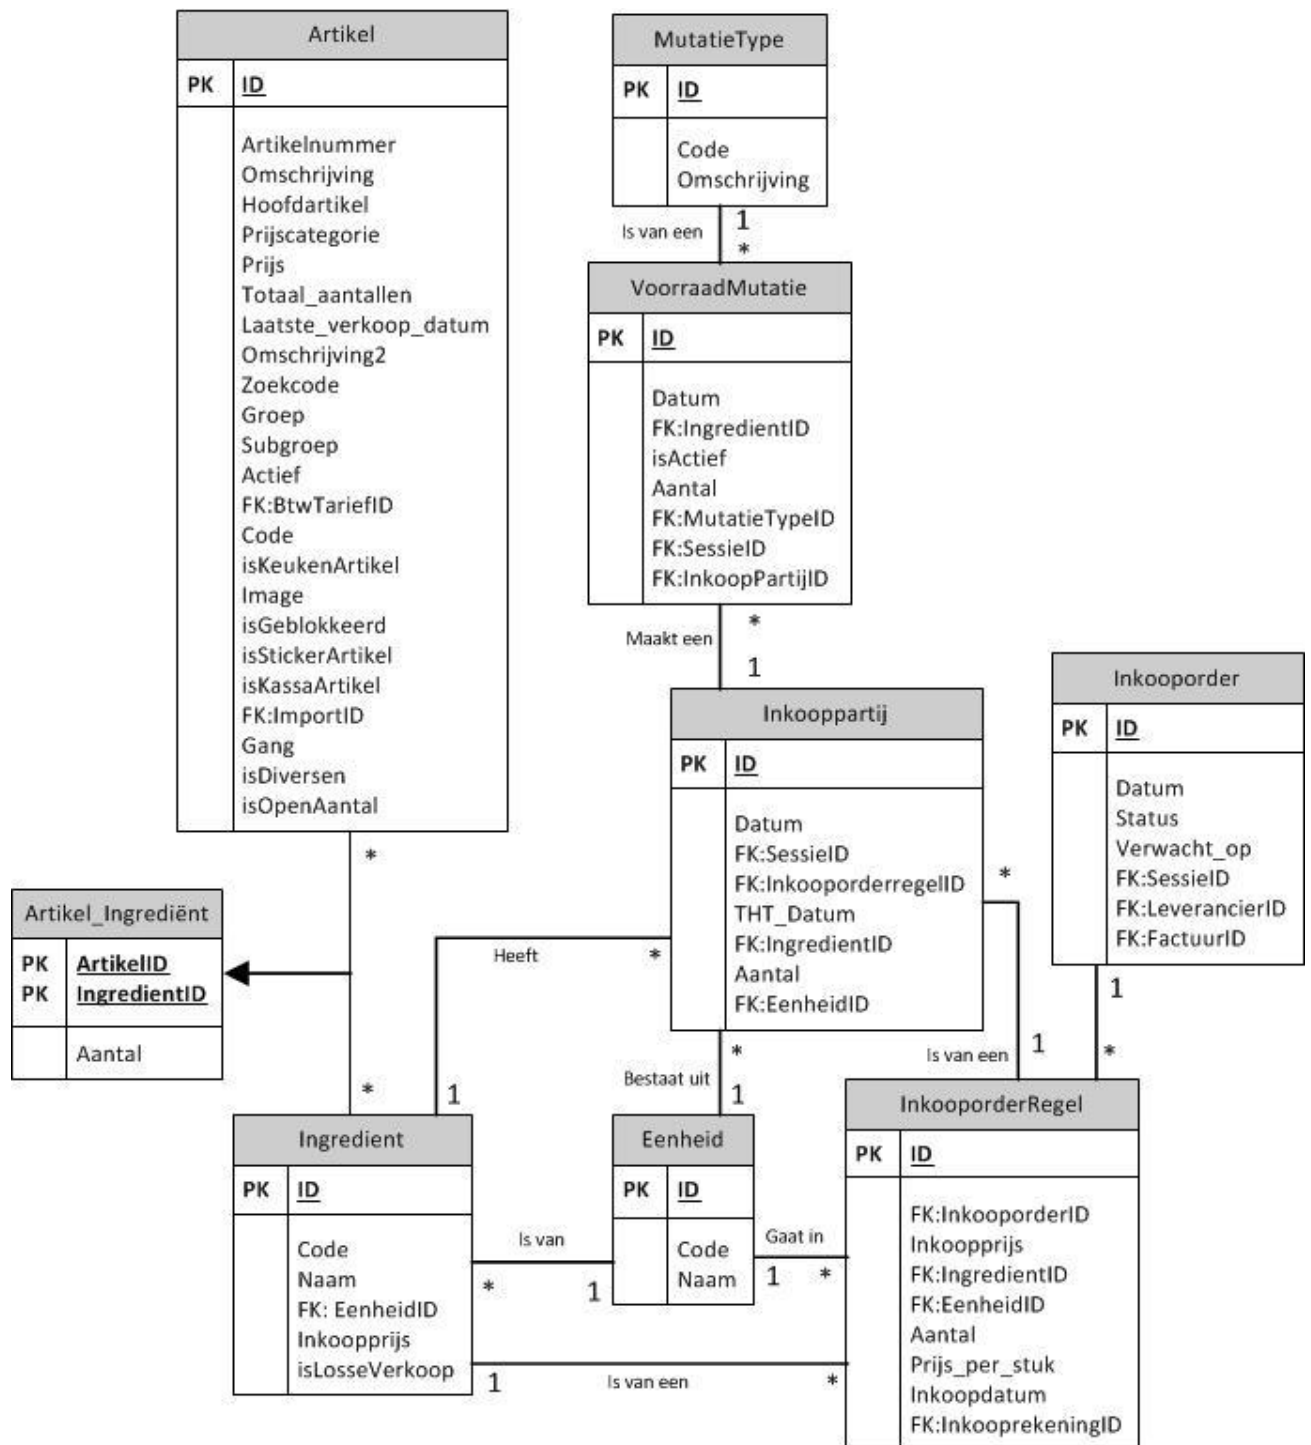 Artikel
PK ID
Artikelnummer
Omschrijving
Hoofdartikel
Prijscategorie
Prijs
Totaal_aantallen
Laatste_verkoop_datum
Omschrijving2
Zoekcode
Groep
Subgroep
Actief
FK:BtwTariefID
Code
isKeukenArtikel
Image
isGeblokkeerd
isStickerArtikel
isKassaArtikel
FK:ImportID
Gang
isDiversen
isOpenAantal
*
MutatieType
PK ID
Code
Omschrijving
Is van een
1
*
VoorraadMutatie
PK ID
Datum
FK:IngredientID
isActief
Aantal
FK:MutatieTypeID
FK:SessieID
FK:InkoopPartijID
*
Maakt een
1
Inkooppartij
PK ID
Datum
FK:SessieID
FK:InkooporderregelID
THT_Datum
FK:IngredientID
Aantal
FK:EenheidID
*
Inkooporder
PK ID
Datum
Status
Verwacht_op
FK:SessieID
FK:LeverancierID
FK:FactuurID
1
*
Artikel_Ingrediënt
PK ArtikelID
PK IngredientID
Aantal
Heeft
*
1
*
*
Bestaat uit
1
Is van een
1
Ingredient
PK ID
Code
Naam
FK: EenheidID
Inkoopprijs
isLosseVerkoop
Is van
*
1
Eenheid
PK ID
Code
Naam
Gaat in
1
*
InkooporderRegel
PK ID
FK:InkooporderID
Inkoopprijs
FK:IngredientID
FK:EenheidID
Aantal
Prijs_per_stuk
Inkoopdatum
FK:InkooprekeningID
1
Is van een
*